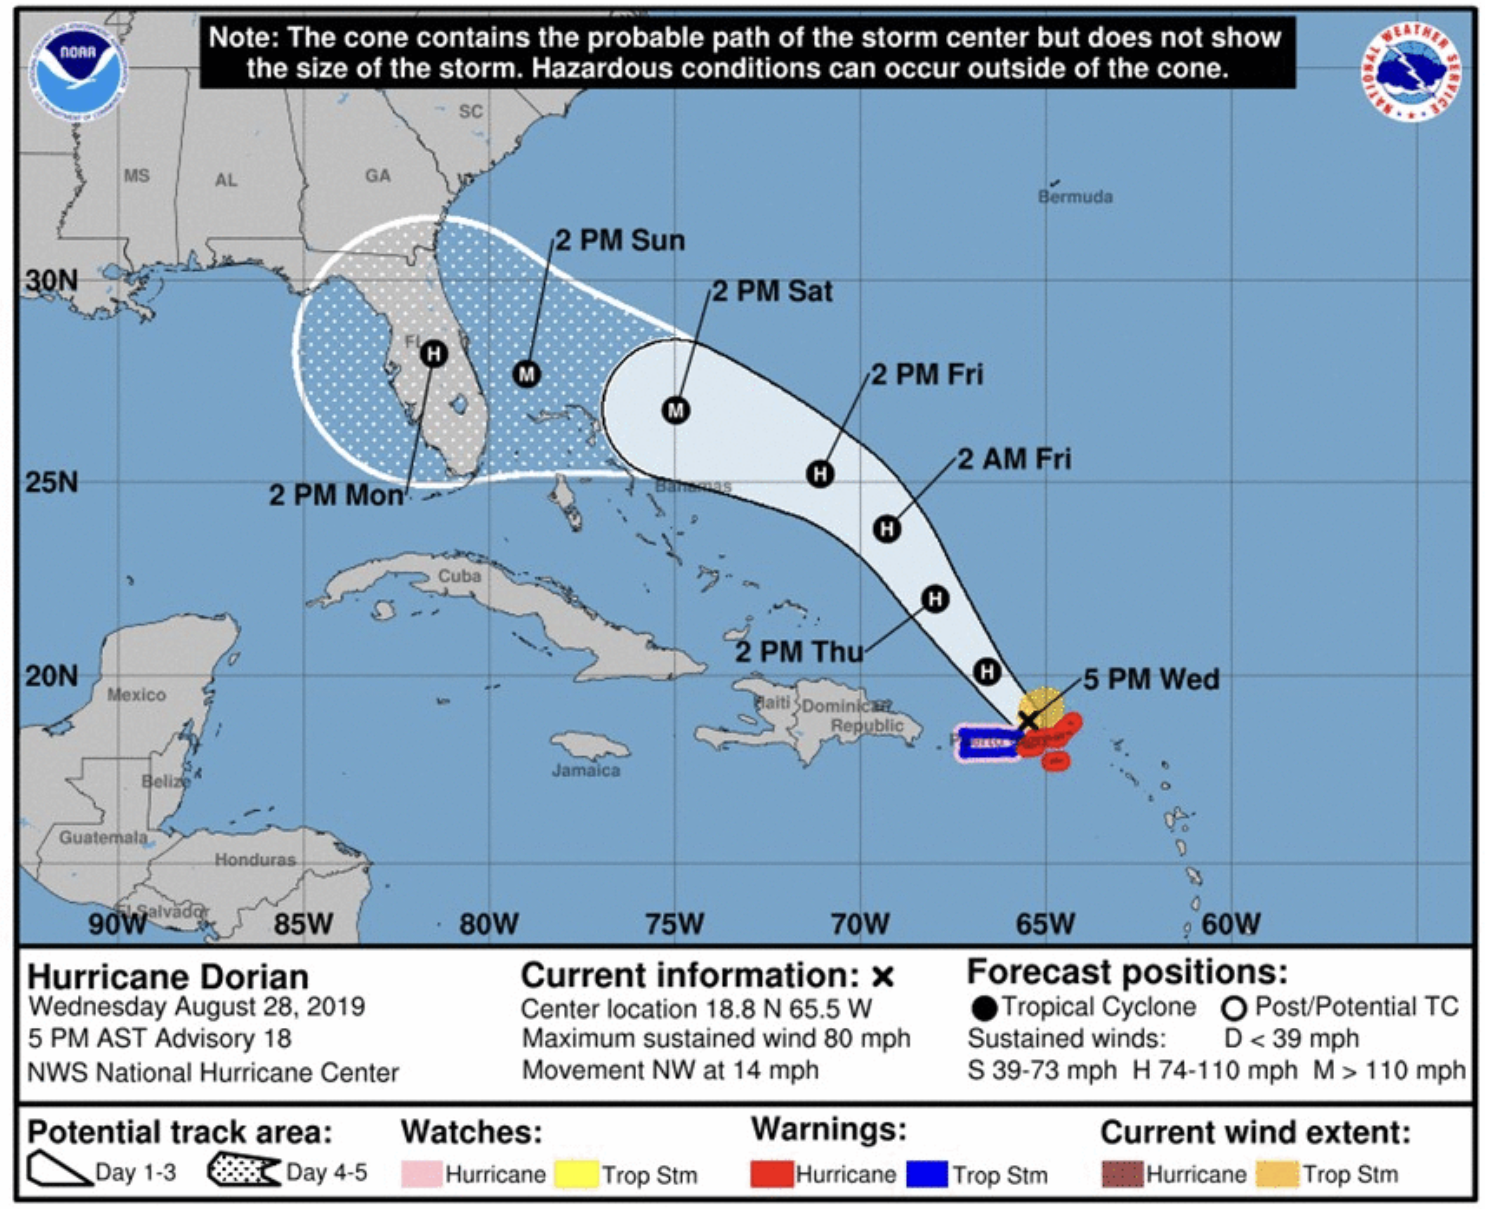 Note: The cone contains the probable path of the storm center but does not show
the size of the storm. Hazardous conditions can occur outside of the cone.
NOAA
NATIONAL WEATHER SERVICE
SC
MS
AL
GA
Bermuda
2 PM Sun
30N
2 PM Sat
FL
H
M
2 PM Fri
M
H
2 AM Fri
25N
2 PM Mon
Bahamas
H
Cuba
H
2 PM Thu
20N
H
5 PM Wed
Mexico
Haiti
Dominican
Republic
Jamaica
Belize
Guatemala
Honduras
El Salvador
90W
85W
80W
75W
70W
65W
60W
Hurricane Dorian
Wednesday August 28, 2019
5 PM AST Advisory 18
NWS National Hurricane Center
Current information: x
Center location 18.8 N 65.5 W
Maximum sustained wind 80 mph
Movement NW at 14 mph
Forecast positions:
Tropical Cyclone Post/Potential TC
Sustained winds: D < 39 mph
S 39-73 mph H 74-110 mph M > 110 mph
Potential track area:
Day 1-3 Day 4-5
Watches:
Hurricane Trop Stm
Warnings:
Hurricane Trop Stm
Current wind extent:
Hurricane Trop Stm